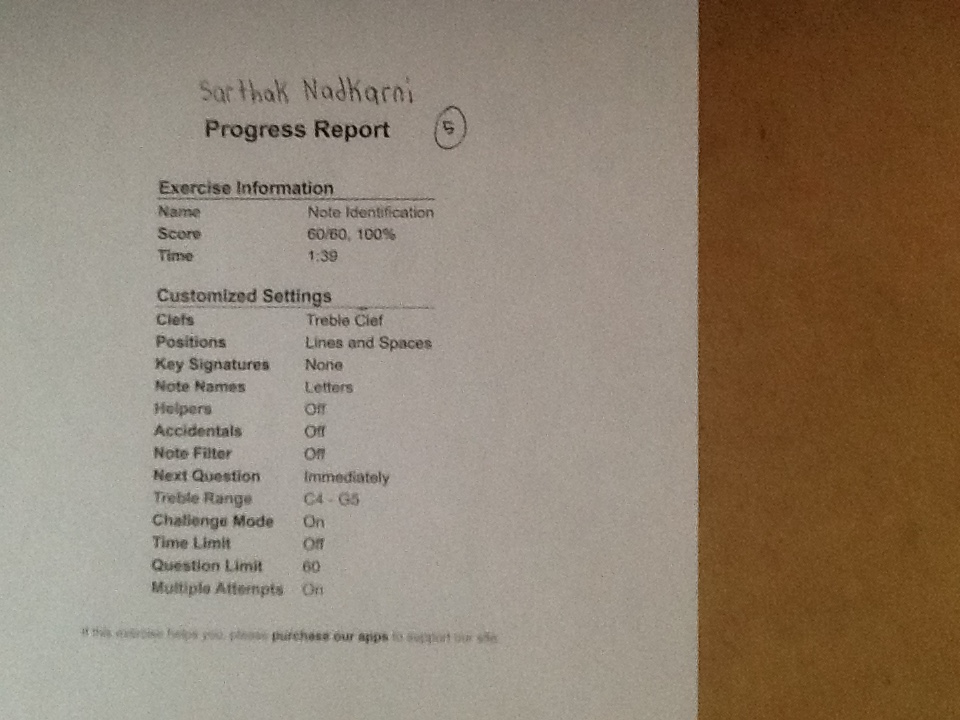 Sarthak Nadkarni
Progress Report 5
Exercise Information
Name Note Identification
Score 60/60, 100%
Time 1:39
Customized Settings
Clefs Treble Clef
Positions Lines and Spaces
Key Signatures None
Note Names Letters
Helpers Off
Accidentals Off
Note Filter Off
Next Question Immediately
Treble Range C4 - G5
Challenge Mode On
Time Limit Off
Question Limit 60
Multiple Attempts On
If this exercise helps you, please purchase our apps to support our site.